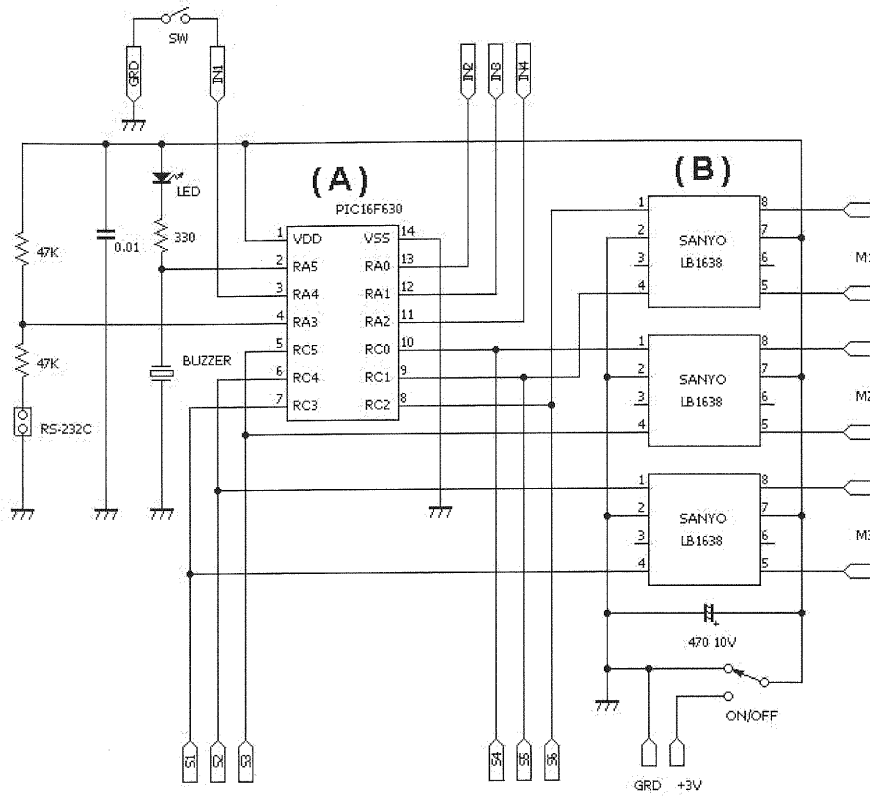 SW
GRD
IN1
IN2
IN3
IN4
(A)
(B)
LED
PIC16F630
47K
0.01
330
1 VDD VSS 14
2 RA5 RA0 13
3 RA4 RA1 12
4 RA3 RA2 11
5 RC5 RC0 10
6 RC4 RC1 9
7 RC3 RC2 8
47K
BUZZER
RS-232C
1 8
2 SANYO 7
3 LB1638 6
4 5
M1
1 8
2 SANYO 7
3 LB1638 6
4 5
M2
1 8
2 SANYO 7
3 LB1638 6
4 5
M3
470 10V
+
ON/OFF
S1
S2
S3
S4
S5
S6
GRD +3V